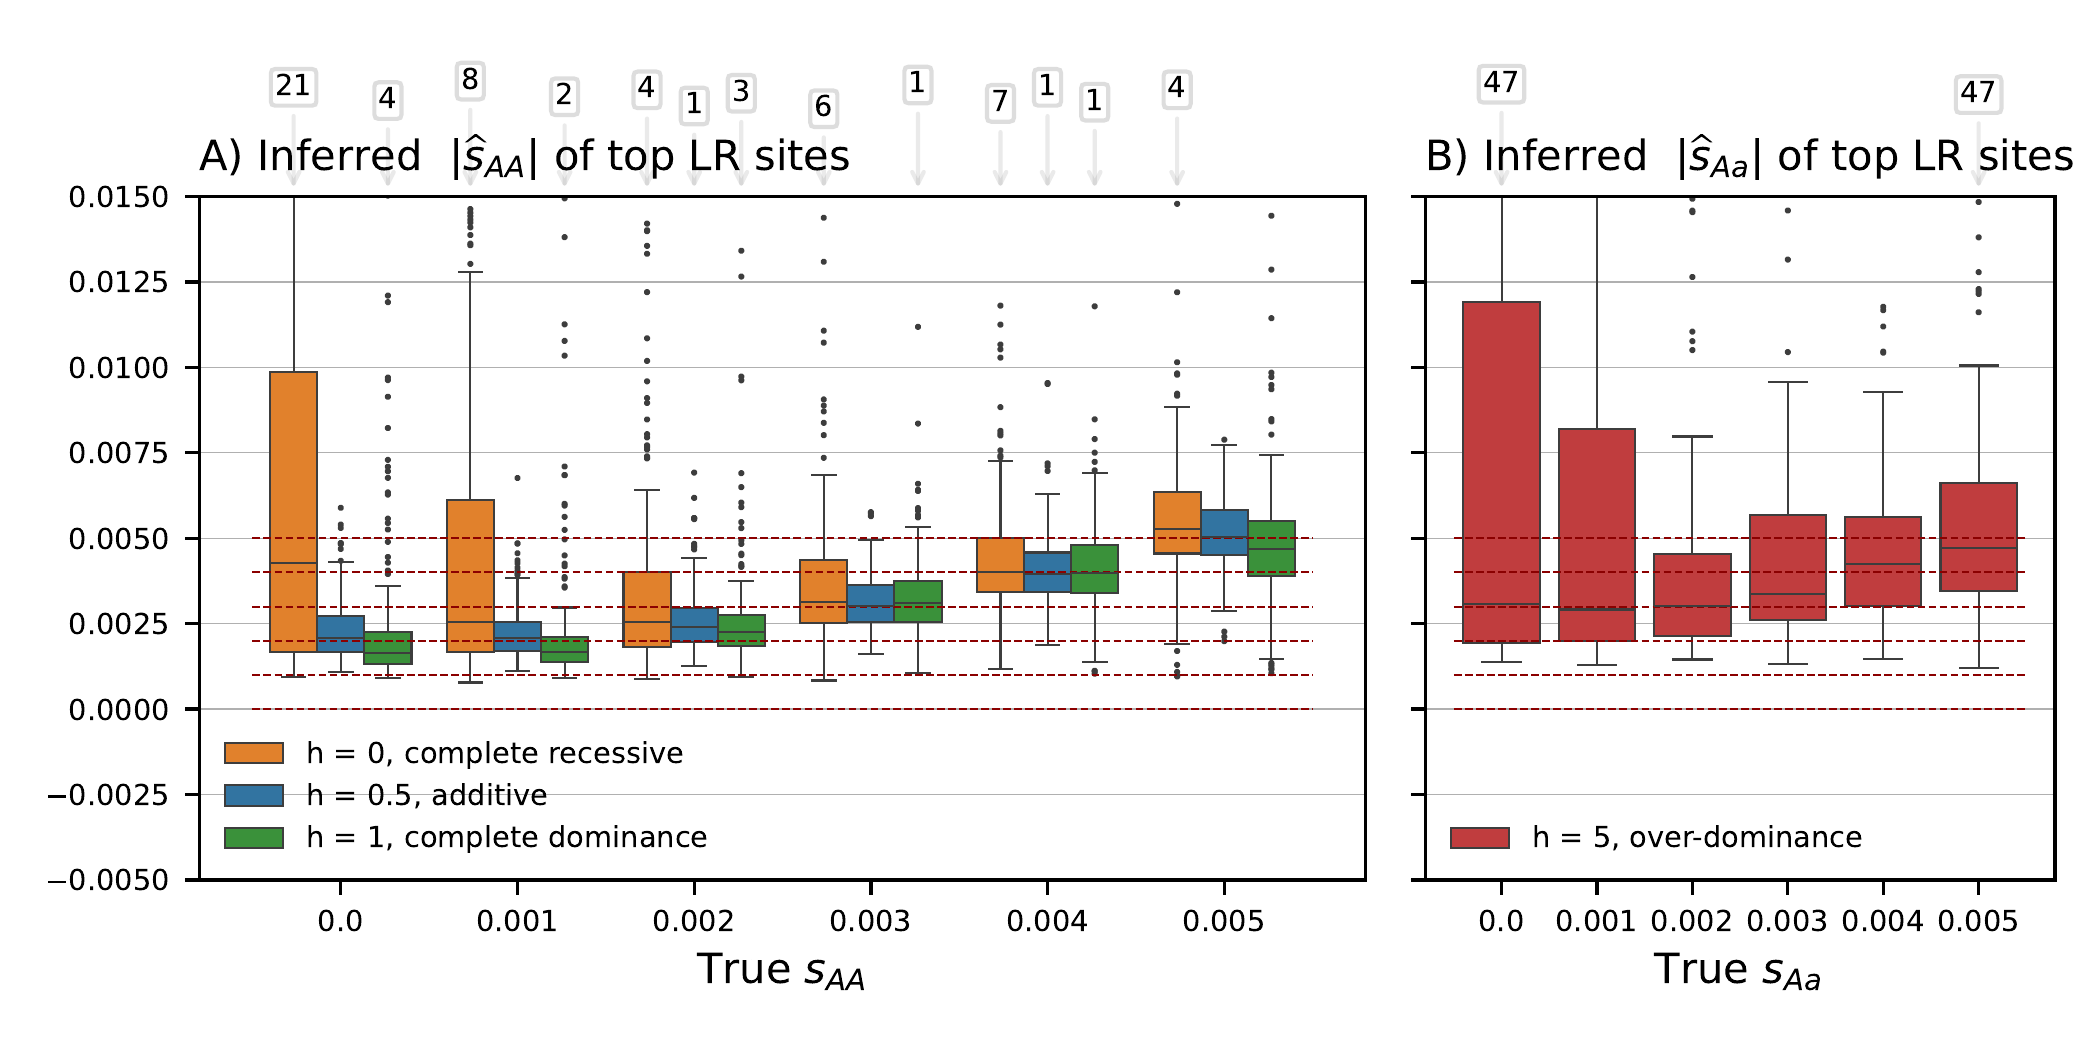 21 4 8 2 4 1 3 6 1 7 1 1 4 47 47
A) Inferred |ŝ_AA| of top LR sites
B) Inferred |ŝ_Aa| of top LR sites
0.0150
0.0125
0.0100
0.0075
0.0050
0.0025
0.0000
−0.0025
−0.0050
h = 0, complete recessive
h = 0.5, additive
h = 1, complete dominance
h = 5, over-dominance
0.0 0.001 0.002 0.003 0.004 0.005
True s_AA
0.0 0.001 0.002 0.003 0.004 0.005
True s_Aa